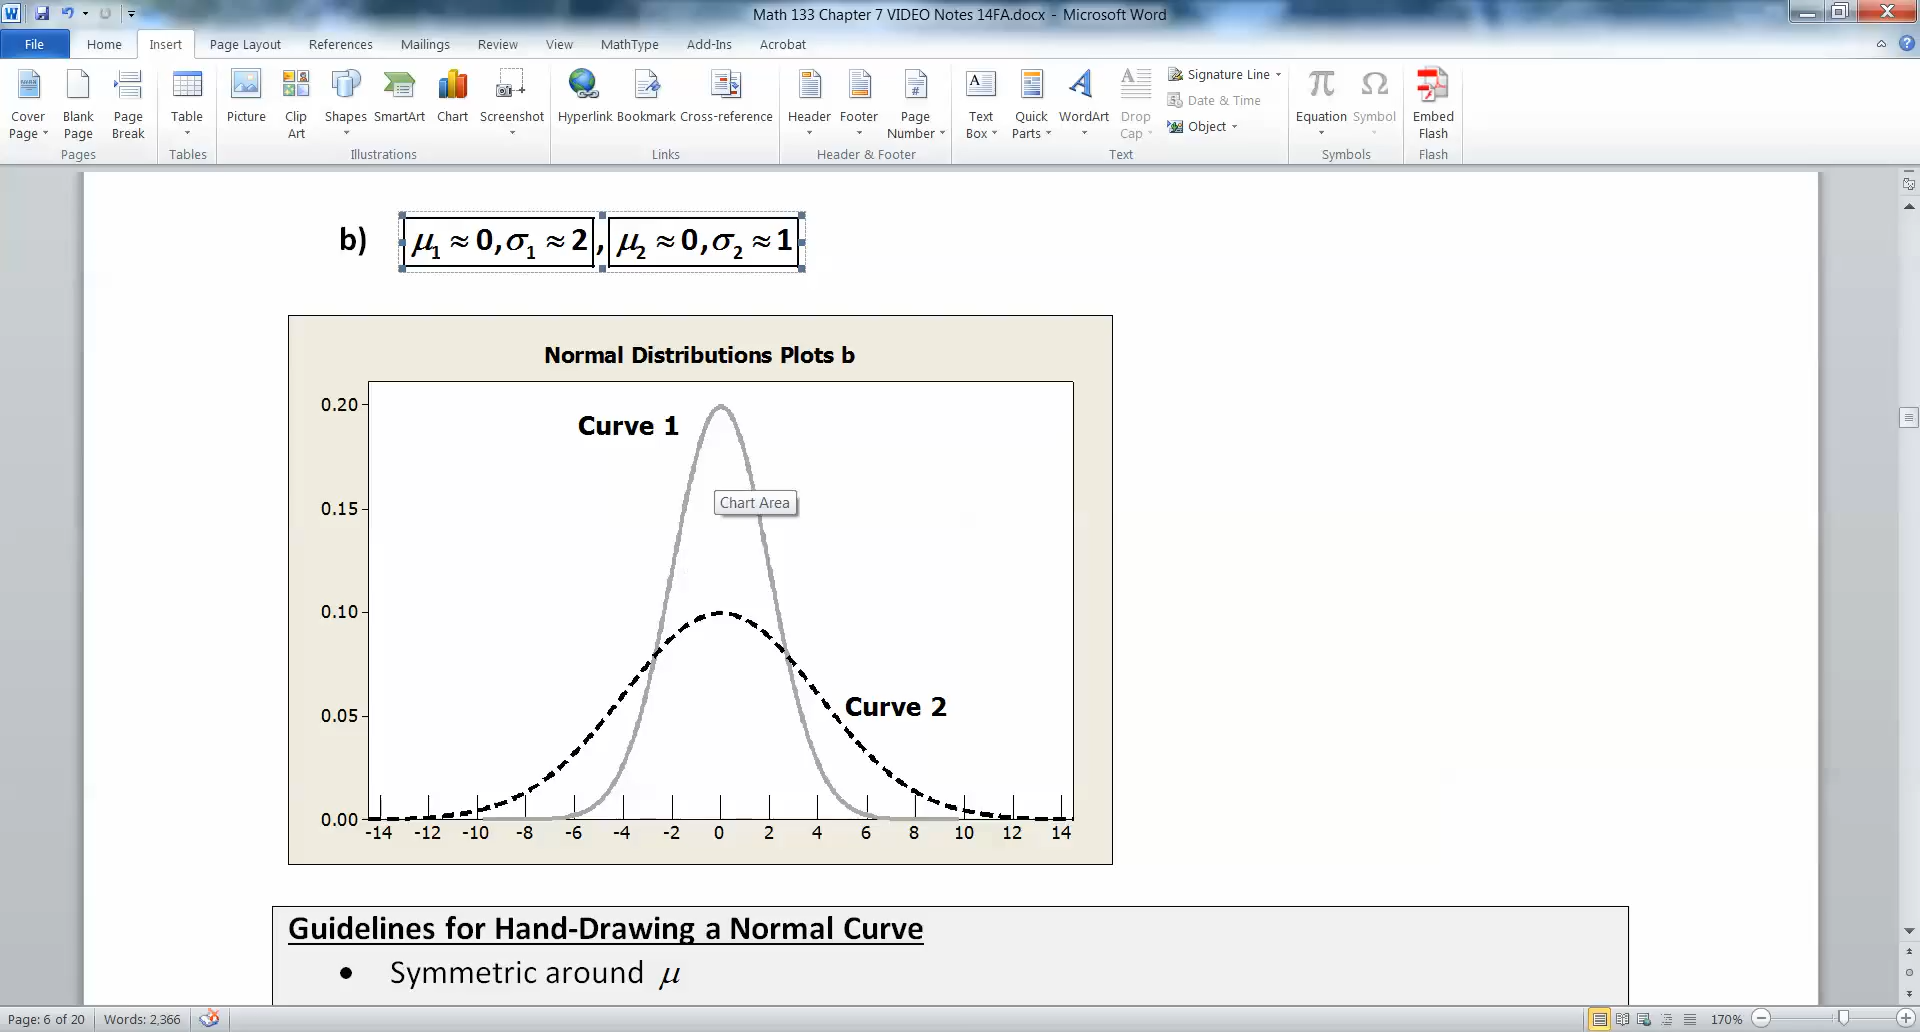 Math 133 Chapter 7 VIDEO Notes 14FA.docx - Microsoft Word
File Home Insert Page Layout References Mailings Review View MathType Add-Ins Acrobat
Cover Page Blank Page Page Break Table Picture Clip Art Shapes SmartArt Chart Screenshot Hyperlink Bookmark Cross-reference Header Footer Page Number Text Box Quick Parts WordArt Drop Cap Signature Line Date & Time Object Equation Symbol Embed Flash
Pages Tables Illustrations Links Header & Footer Text Symbols Flash
b) μ1 ≈ 0, σ1 ≈ 2 , μ2 ≈ 0, σ2 ≈ 1
Normal Distributions Plots b
0.20
Curve 1
Chart Area
0.15
0.10
Curve 2
0.05
0.00
-14 -12 -10 -8 -6 -4 -2 0 2 4 6 8 10 12 14
Guidelines for Hand-Drawing a Normal Curve
• Symmetric around μ
Page: 6 of 20 Words: 2,366 170%